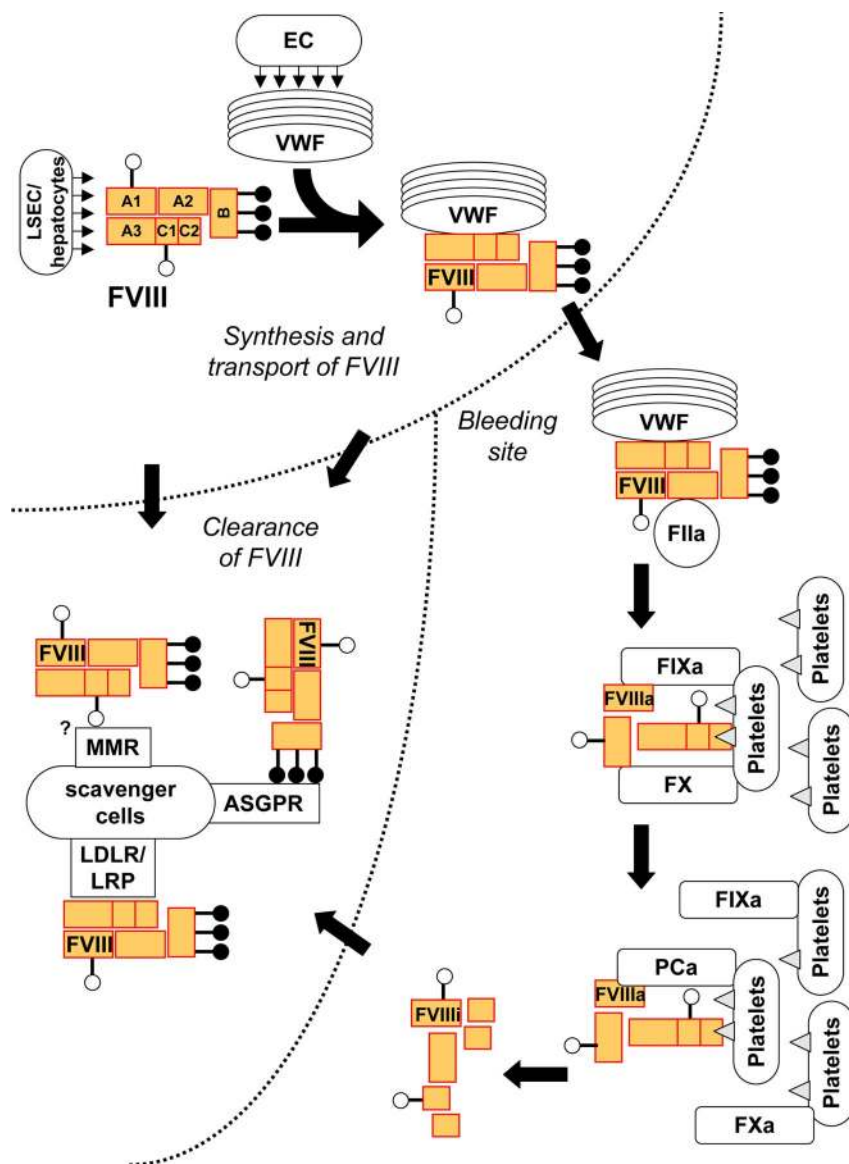 EC
VWF
LSEC/
hepatocytes
A1 A2 B
A3 C1 C2
FVIII
VWF
FVIII
Synthesis and
transport of FVIII
Bleeding
site
VWF
FVIII
FIIa
Clearance
of FVIII
FVIII
FVIII
?
MMR
scavenger
cells
ASGPR
LDLR/
LRP
FVIII
Platelets
FIXa
FVIIIa
Platelets
Platelets
FX
FIXa
Platelets
PCa
FVIIIa
Platelets
Platelets
FVIIIi
FXa